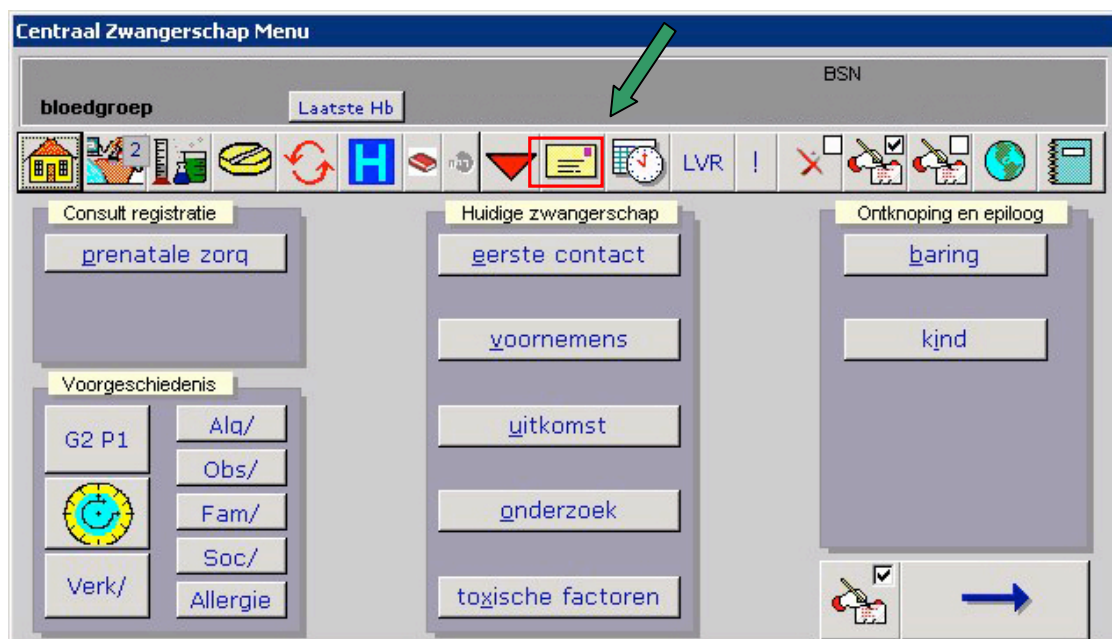 Centraal Zwangerschap Menu
BSN
bloedgroep
Laatste Hb
2
H
LVR
!
Consult registratie
prenatale zorg
Voorgeschiedenis
G2 P1
Verk/
Alg/
Obs/
Fam/
Soc/
Allergie
Huidige zwangerschap
eerste contact
voornemens
uitkomst
onderzoek
toxische factoren
Ontknoping en epiloog
baring
kind